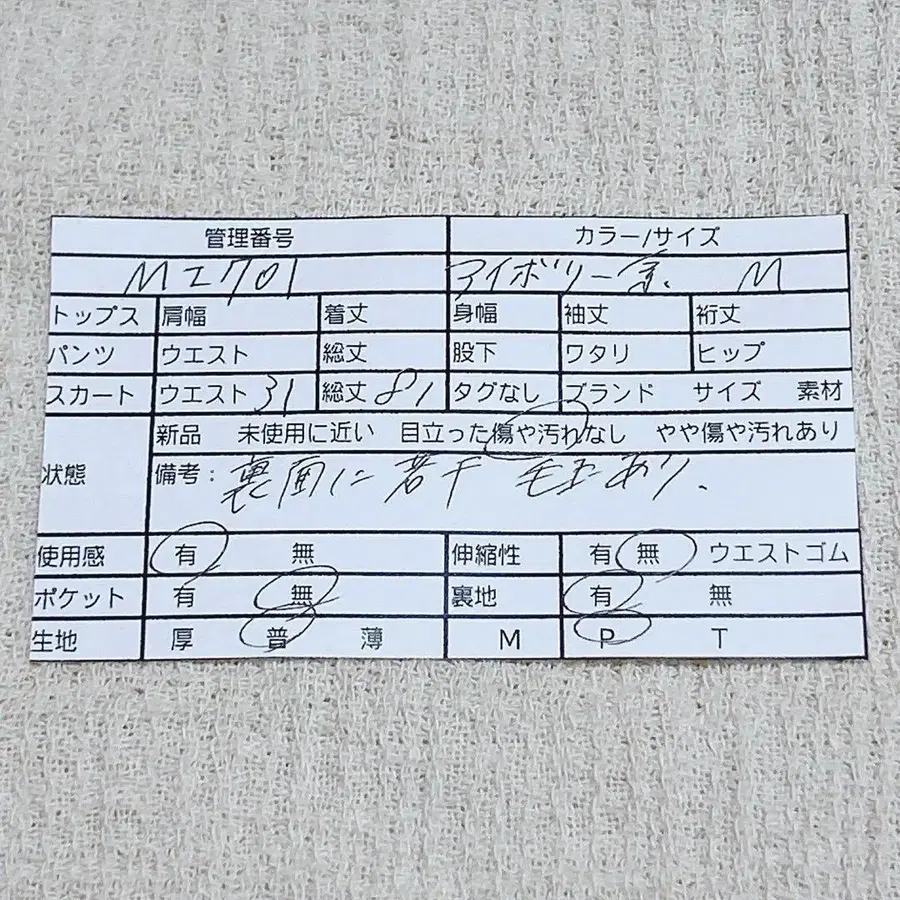 管理番号 カラー/サイズ
MI701 アイボリー金. M
トップス 肩幅 着丈 身幅 袖丈 裄丈
パンツ ウエスト 総丈 股下 ワタリ ヒップ
スカート ウエスト 31 総丈 81 タグなし ブランド サイズ 素材
状態 新品 未使用に近い 目立った傷や汚れなし やや傷や汚れあり
備考: 裏面に若干 毛玉あり.
使用感 有 無 伸縮性 有 無 ウエストゴム
ポケット 有 無 裏地 有 無
生地 厚 普 薄 M P T